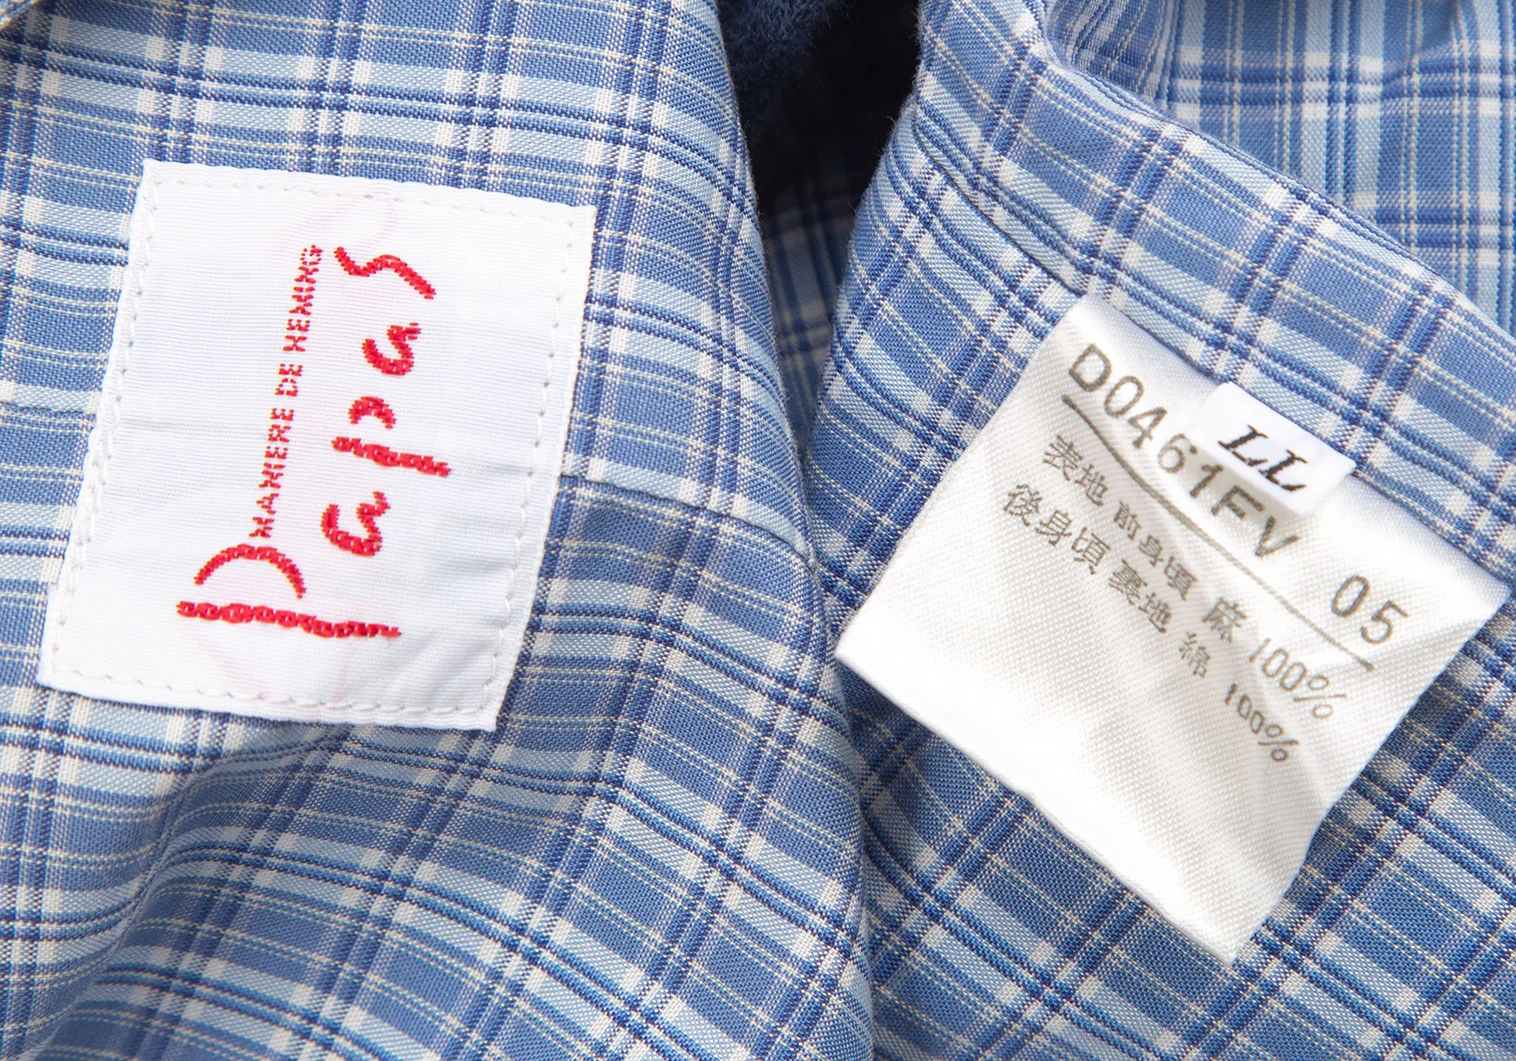 Papas
MANIERE DE HEMING
LL
D0461FV 05
表地 前身頃 麻 100%
後身頃 裏地 綿 100%